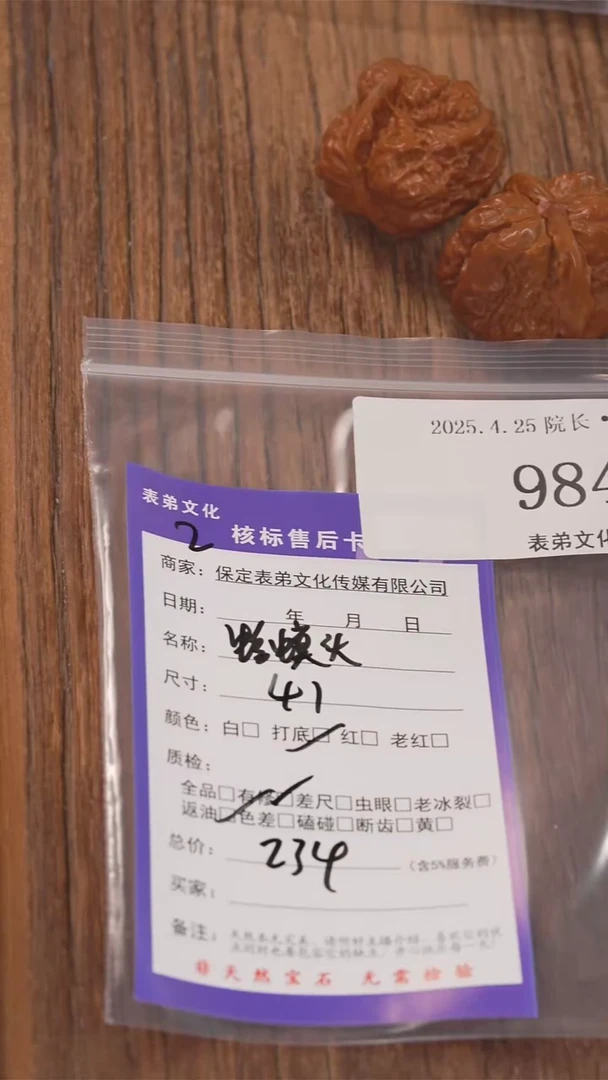 2025.4.25 院长
984
表弟文化
表弟文化
2
核标售后卡
商家：保定表弟文化传媒有限公司
日期： 年 月 日
名称：蛤蟆头
尺寸：41
颜色：白□ 打底□ 红□ 老红□
质检：
全品□有修□差尺□虫眼□老冰裂□
返油□色差□磕碰□断齿□黄□
总价：234（含5%服务费）
买家：
备注：
非天然宝石 无需检验